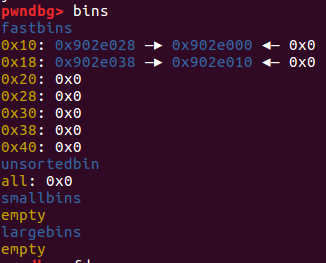 pwndbg> bins
fastbins
0x10: 0x902e028 —▸ 0x902e000 ◂— 0x0
0x18: 0x902e038 —▸ 0x902e010 ◂— 0x0
0x20: 0x0
0x28: 0x0
0x30: 0x0
0x38: 0x0
0x40: 0x0
unsortedbin
all: 0x0
smallbins
empty
largebins
empty